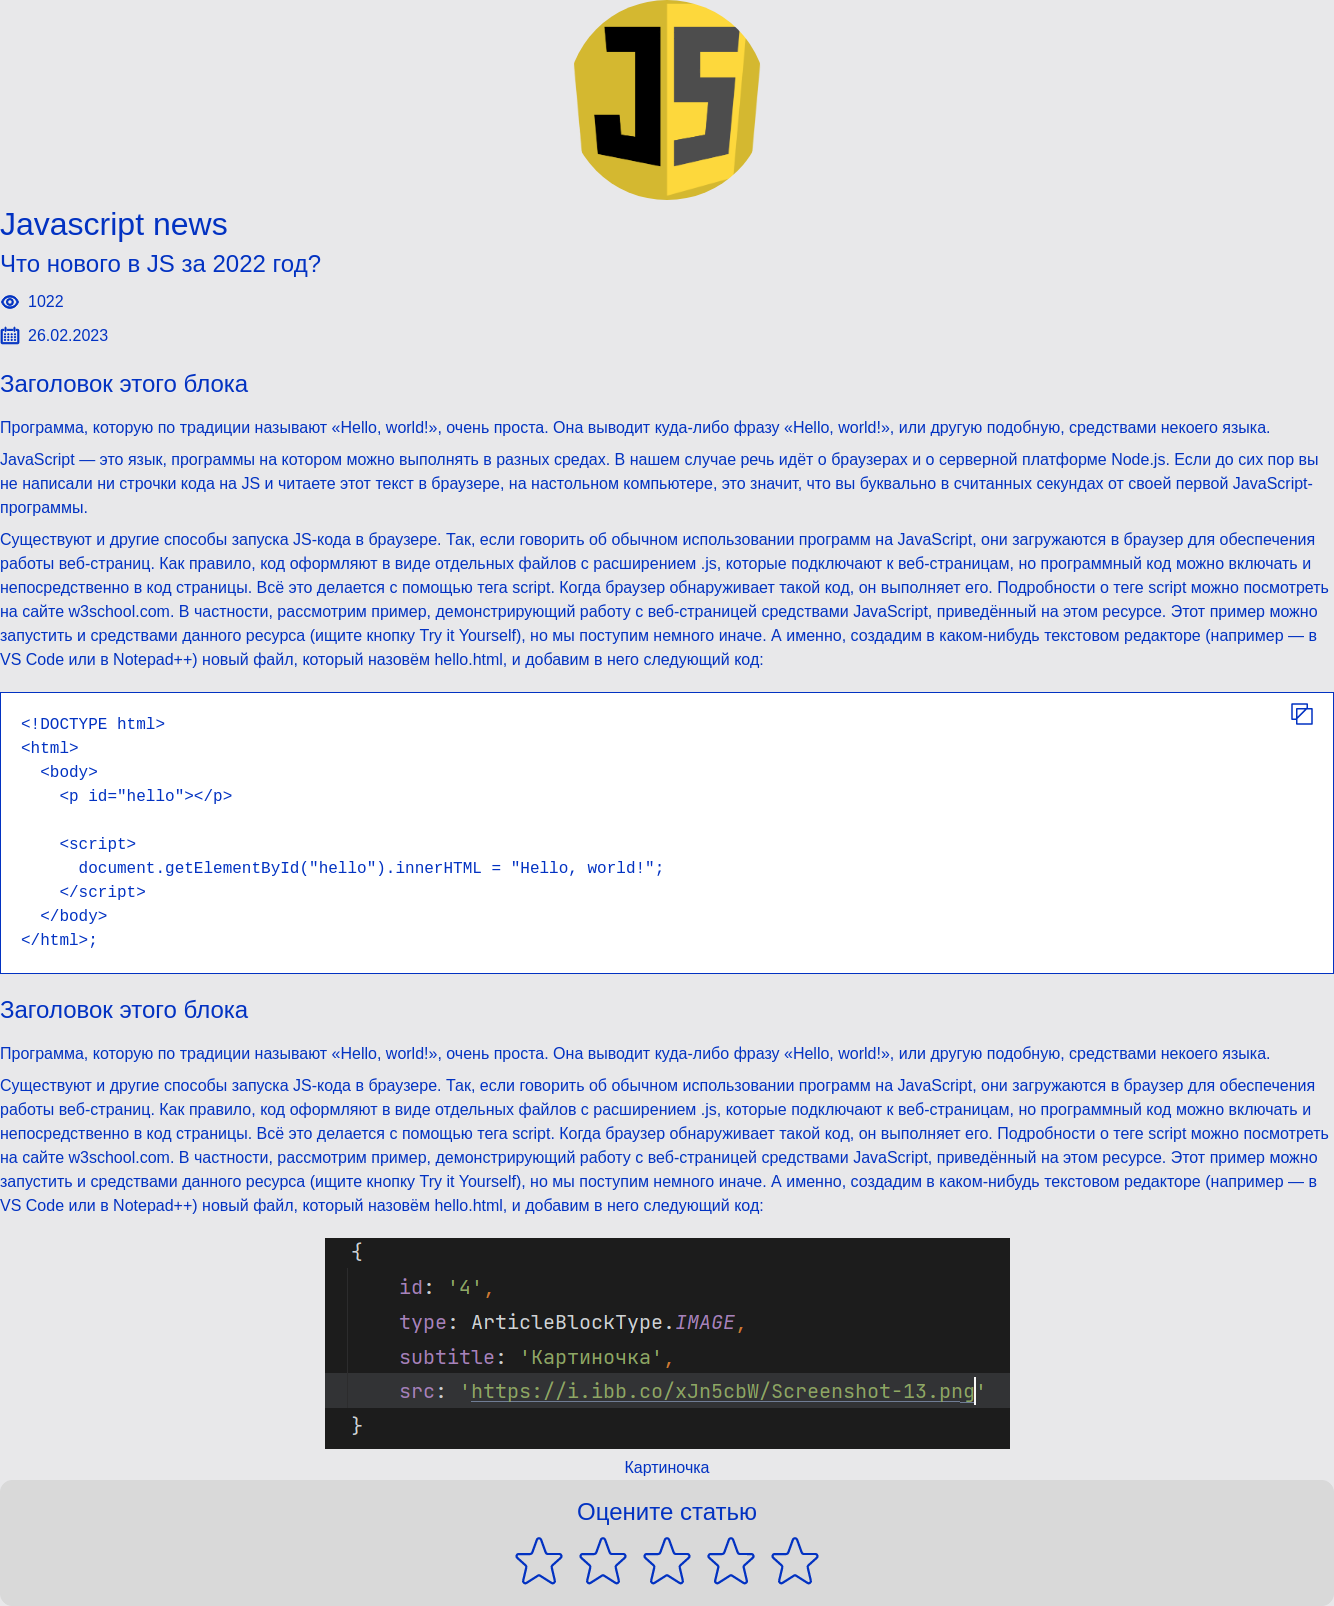 JS
Javascript news
Что нового в JS за 2022 год?
1022
26.02.2023
Заголовок этого блока
Программа, которую по традиции называют «Hello, world!», очень проста. Она выводит куда-либо фразу «Hello, world!», или другую подобную, средствами некоего языка.
JavaScript — это язык, программы на котором можно выполнять в разных средах. В нашем случае речь идёт о браузерах и о серверной платформе Node.js. Если до сих пор вы
не написали ни строчки кода на JS и читаете этот текст в браузере, на настольном компьютере, это значит, что вы буквально в считанных секундах от своей первой JavaScript-
программы.
Существуют и другие способы запуска JS-кода в браузере. Так, если говорить об обычном использовании программ на JavaScript, они загружаются в браузер для обеспечения
работы веб-страниц. Как правило, код оформляют в виде отдельных файлов с расширением .js, которые подключают к веб-страницам, но программный код можно включать и
непосредственно в код страницы. Всё это делается с помощью тега script. Когда браузер обнаруживает такой код, он выполняет его. Подробности о теге script можно посмотреть
на сайте w3school.com. В частности, рассмотрим пример, демонстрирующий работу с веб-страницей средствами JavaScript, приведённый на этом ресурсе. Этот пример можно
запустить и средствами данного ресурса (ищите кнопку Try it Yourself), но мы поступим немного иначе. А именно, создадим в каком-нибудь текстовом редакторе (например — в
VS Code или в Notepad++) новый файл, который назовём hello.html, и добавим в него следующий код:
<!DOCTYPE html>
<html>
  <body>
    <p id="hello"></p>

    <script>
      document.getElementById("hello").innerHTML = "Hello, world!";
    </script>
  </body>
</html>;
Заголовок этого блока
Программа, которую по традиции называют «Hello, world!», очень проста. Она выводит куда-либо фразу «Hello, world!», или другую подобную, средствами некоего языка.
Существуют и другие способы запуска JS-кода в браузере. Так, если говорить об обычном использовании программ на JavaScript, они загружаются в браузер для обеспечения
работы веб-страниц. Как правило, код оформляют в виде отдельных файлов с расширением .js, которые подключают к веб-страницам, но программный код можно включать и
непосредственно в код страницы. Всё это делается с помощью тега script. Когда браузер обнаруживает такой код, он выполняет его. Подробности о теге script можно посмотреть
на сайте w3school.com. В частности, рассмотрим пример, демонстрирующий работу с веб-страницей средствами JavaScript, приведённый на этом ресурсе. Этот пример можно
запустить и средствами данного ресурса (ищите кнопку Try it Yourself), но мы поступим немного иначе. А именно, создадим в каком-нибудь текстовом редакторе (например — в
VS Code или в Notepad++) новый файл, который назовём hello.html, и добавим в него следующий код:
{
    id: '4',
    type: ArticleBlockType.IMAGE,
    subtitle: 'Картиночка',
    src: 'https://i.ibb.co/xJn5cbW/Screenshot-13.png'
}
Картиночка
Оцените статью